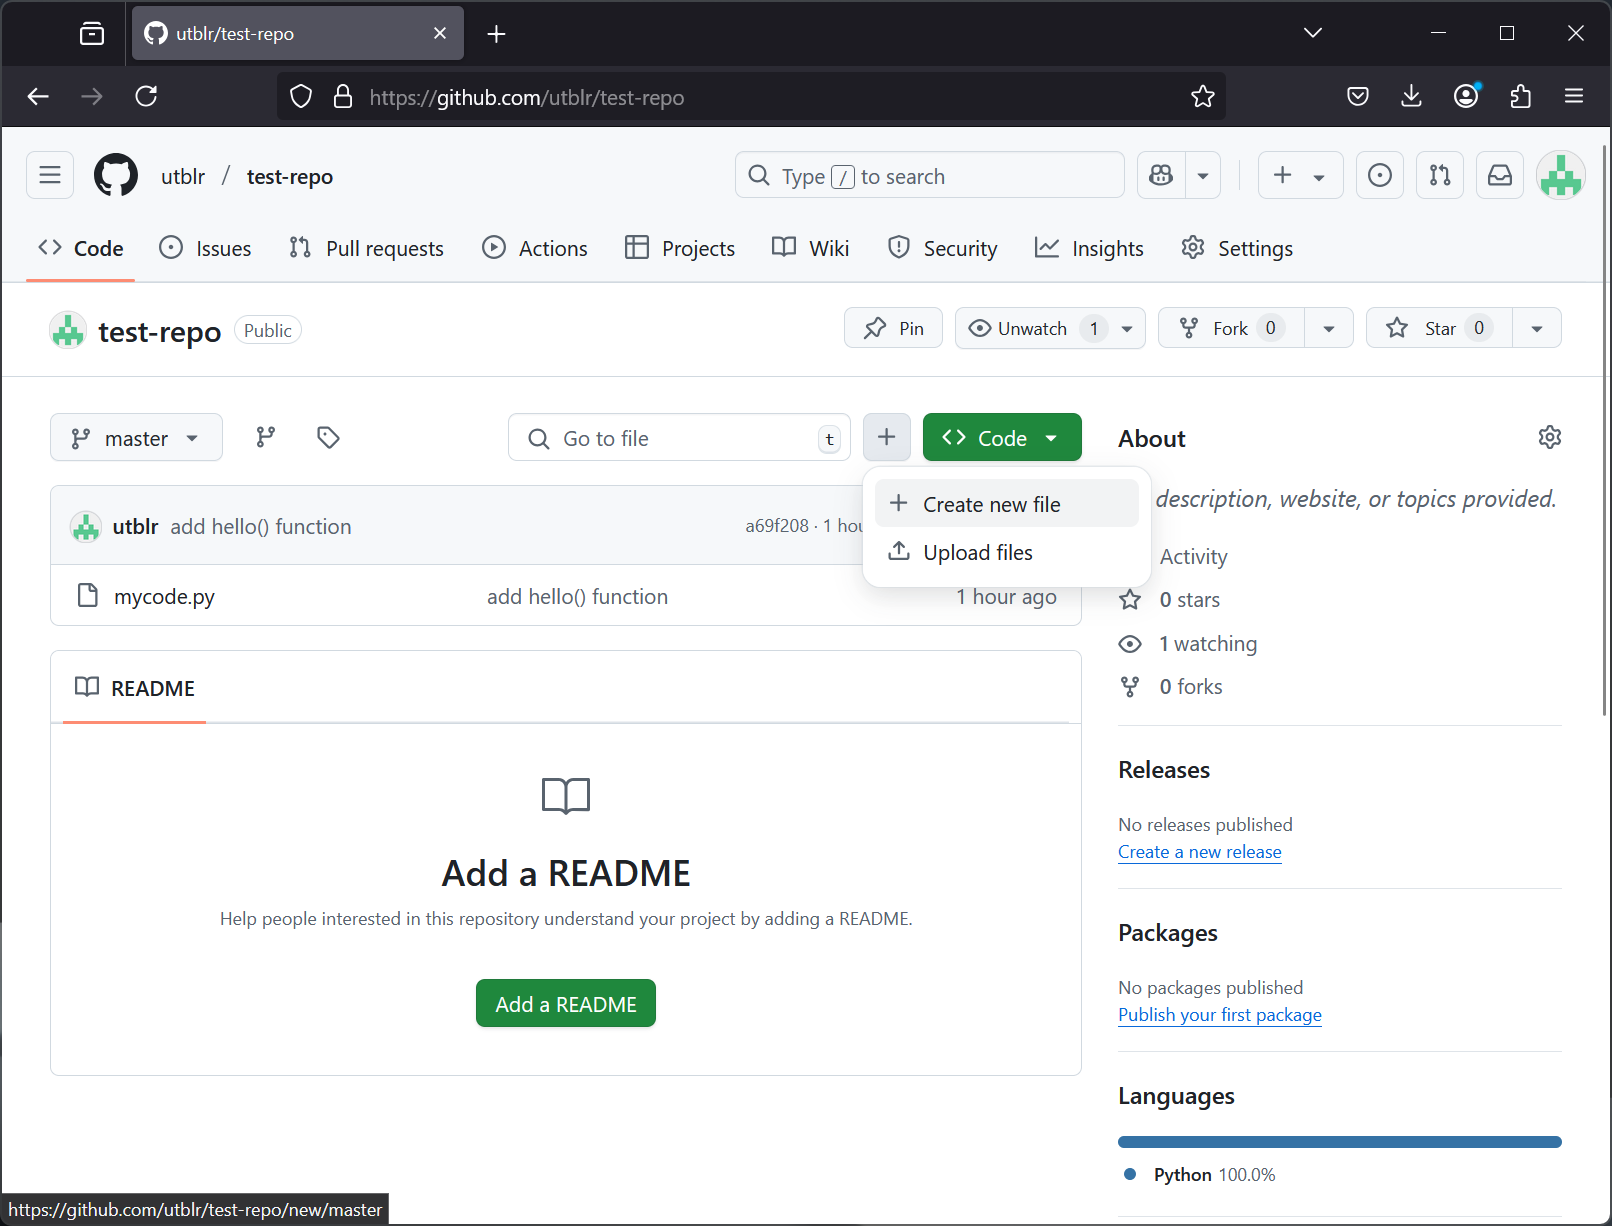 utblr/test-repo
https://github.com/utblr/test-repo
utblr / test-repo
Type / to search
Code Issues Pull requests Actions Projects Wiki Security Insights Settings
test-repo Public
Pin Unwatch 1 Fork 0 Star 0
master Go to file t Code
About
Create new file
Upload files
description, website, or topics provided.
utblr add hello() function a69f208 · 1 hou
mycode.py add hello() function 1 hour ago
Activity
0 stars
1 watching
0 forks
README
Add a README
Help people interested in this repository understand your project by adding a README.
Add a README
Releases
No releases published
Create a new release
Packages
No packages published
Publish your first package
Languages
Python 100.0%
https://github.com/utblr/test-repo/new/master